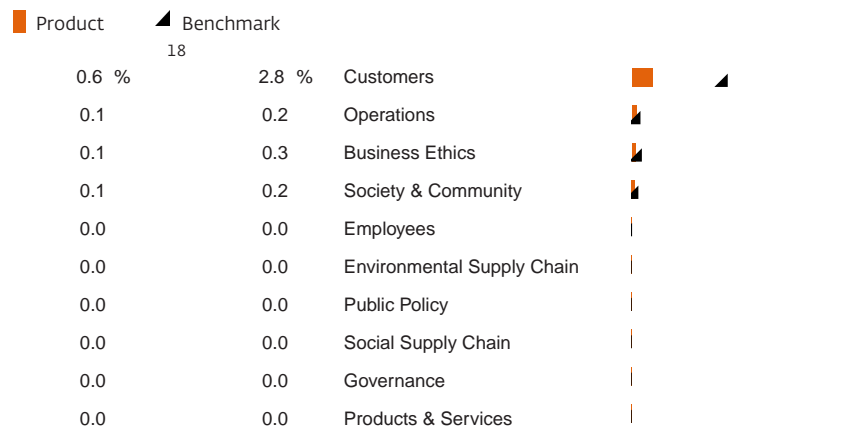 Product Benchmark
18
0.6 % 2.8 % Customers
0.1 0.2 Operations
0.1 0.3 Business Ethics
0.1 0.2 Society & Community
0.0 0.0 Employees
0.0 0.0 Environmental Supply Chain
0.0 0.0 Public Policy
0.0 0.0 Social Supply Chain
0.0 0.0 Governance
0.0 0.0 Products & Services